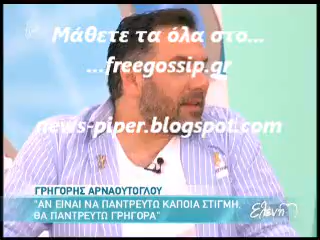 Μάθετε τα όλα στο...
...freegossip.gr
news-piper.blogspot.com
ΓΡΗΓΟΡΗΣ ΑΡΝΑΟΥΤΟΓΛΟΥ
"ΑΝ ΕΙΝΑΙ ΝΑ ΠΑΝΤΡΕΥΤΩ ΚΑΠΟΙΑ ΣΤΙΓΜΗ,
ΘΑ ΠΑΝΤΡΕΥΤΩ ΓΡΗΓΟΡΑ"
Ελένη